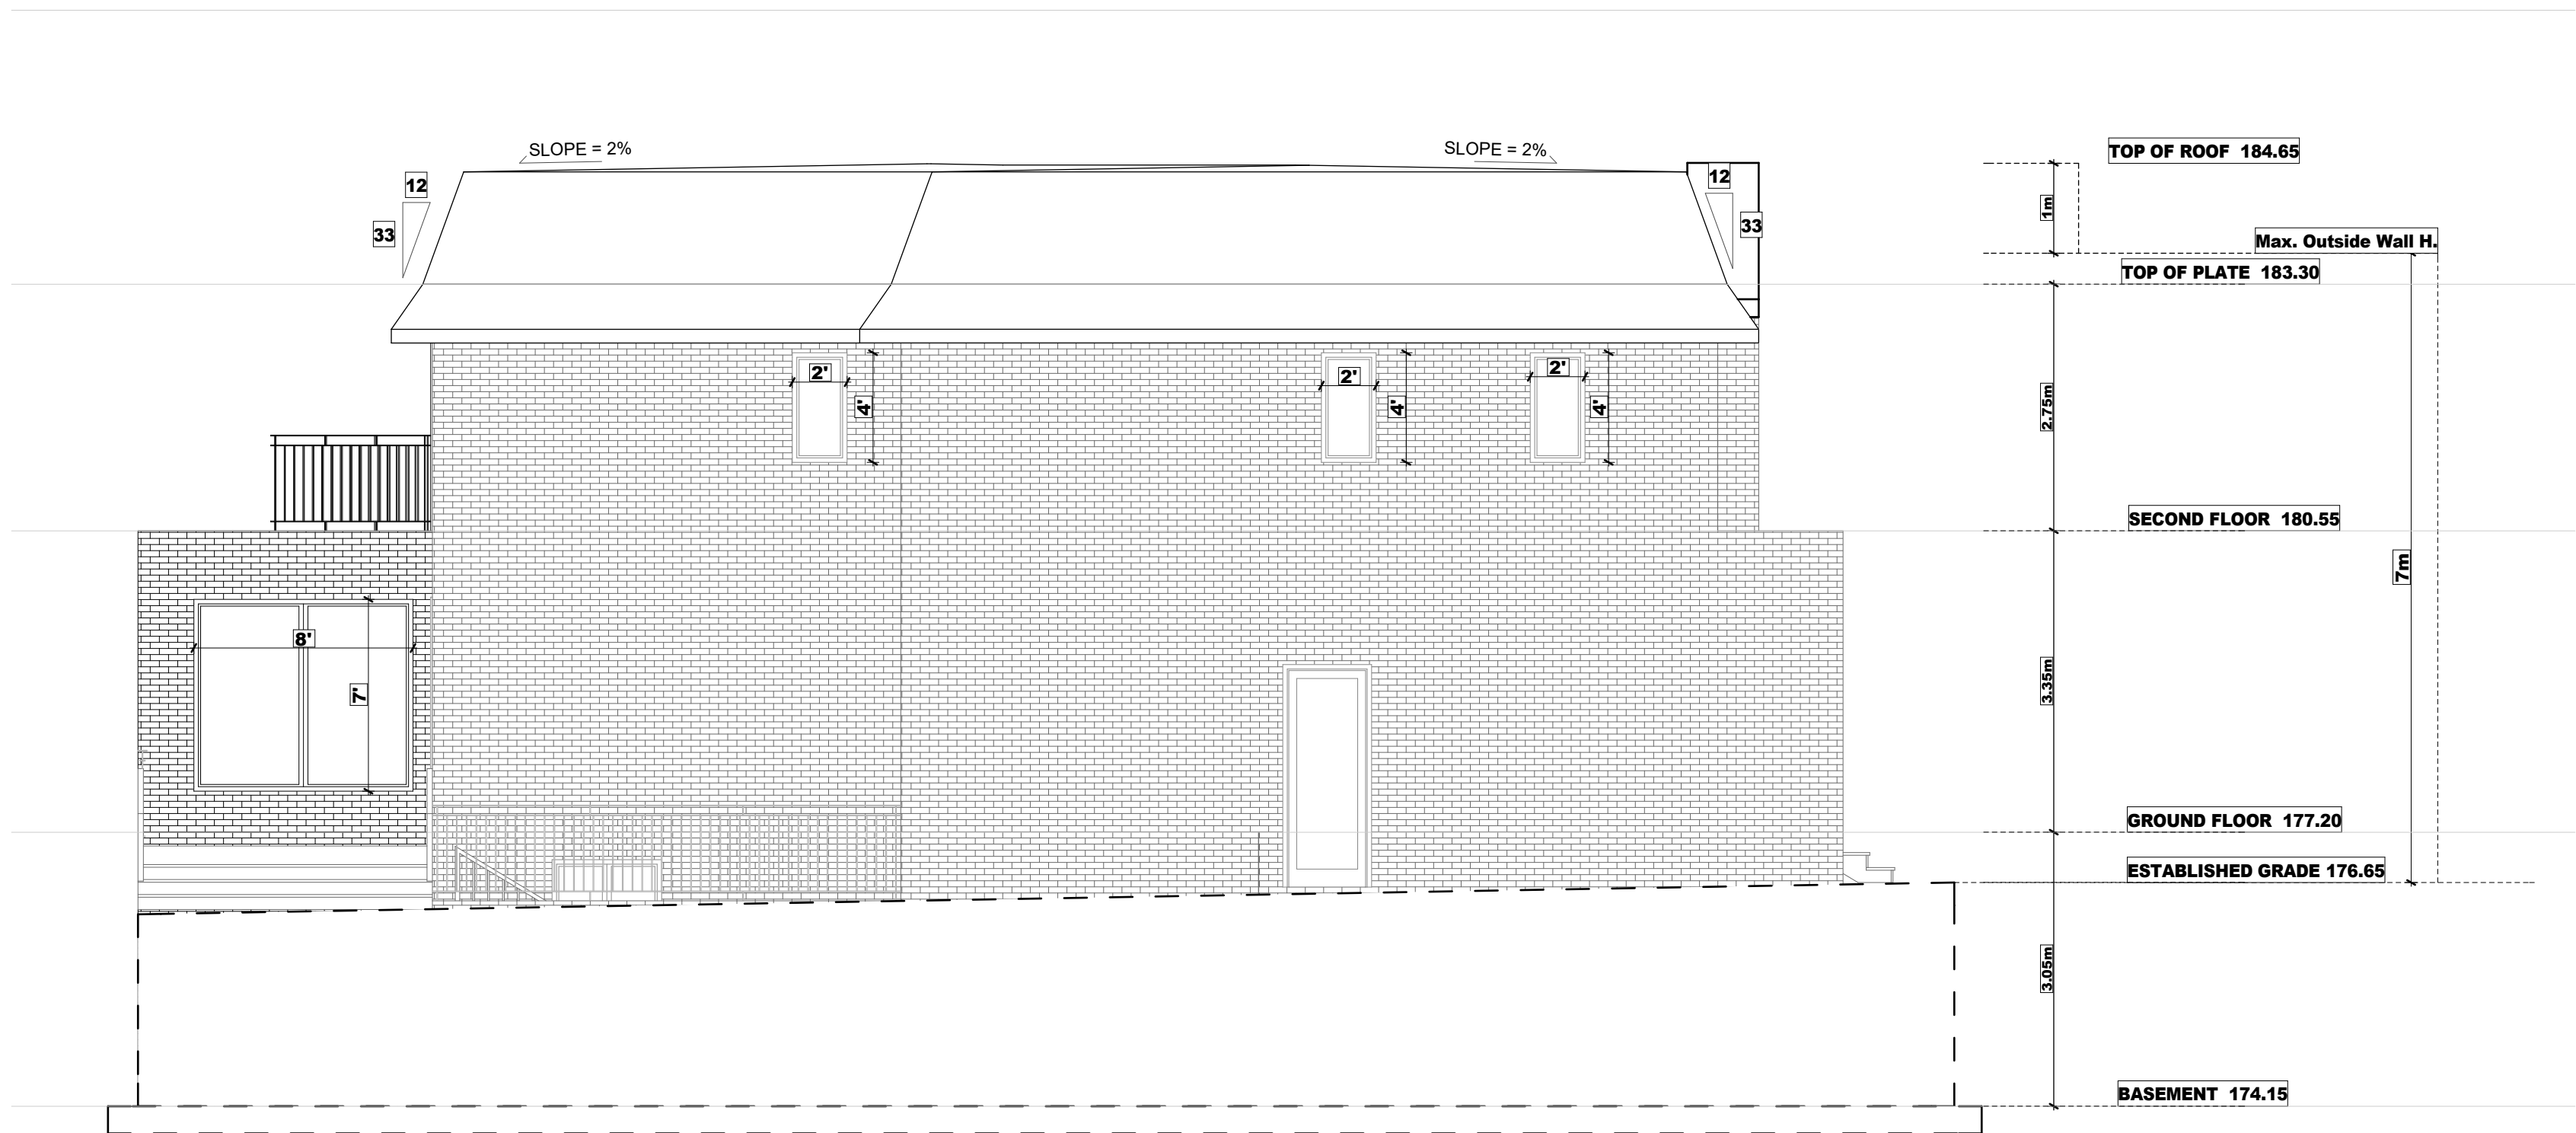 SLOPE = 2%
SLOPE = 2%
TOP OF ROOF 184.65
12
12
33
33
1m
Max. Outside Wall H.
TOP OF PLATE 183.30
2'
2'
2'
4'
4'
4'
2.75m
SECOND FLOOR 180.55
7m
8'
7'
3.35m
GROUND FLOOR 177.20
ESTABLISHED GRADE 176.65
3.05m
BASEMENT 174.15